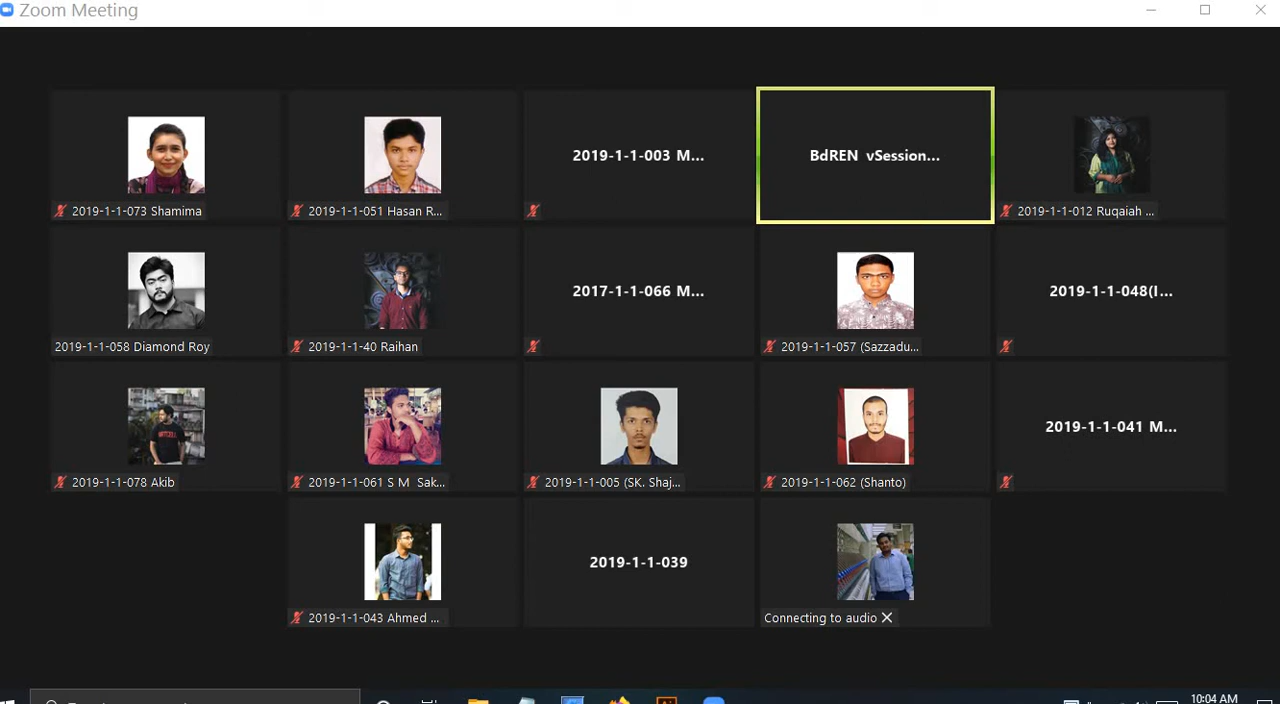 Zoom Meeting
2019-1-1-073 Shamima
2019-1-1-051 Hasan R...
2019-1-1-003 M...
BdREN vSession...
2019-1-1-012 Ruqaiah ...
2019-1-1-058 Diamond Roy
2019-1-1-40 Raihan
2017-1-1-066 M...
2019-1-1-057 (Sazzadu...
2019-1-1-048(I...
2019-1-1-078 Akib
2019-1-1-061 S M Sak...
2019-1-1-005 (SK. Shaj...
2019-1-1-062 (Shanto)
2019-1-1-041 M...
2019-1-1-043 Ahmed ...
2019-1-1-039
Connecting to audio
10:04 AM